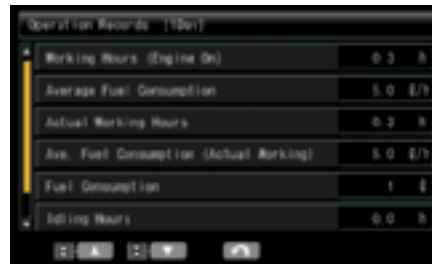 Operation Records [1Day]
Working Hours (Engine On) 0.3 h
Average Fuel Consumption 5.0 ℓ/h
Actual Working Hours 0.3 h
Ave. Fuel Consumption (Actual Working) 5.0 ℓ/h
Fuel Consumption 1 ℓ
Idling Hours 0.0 h